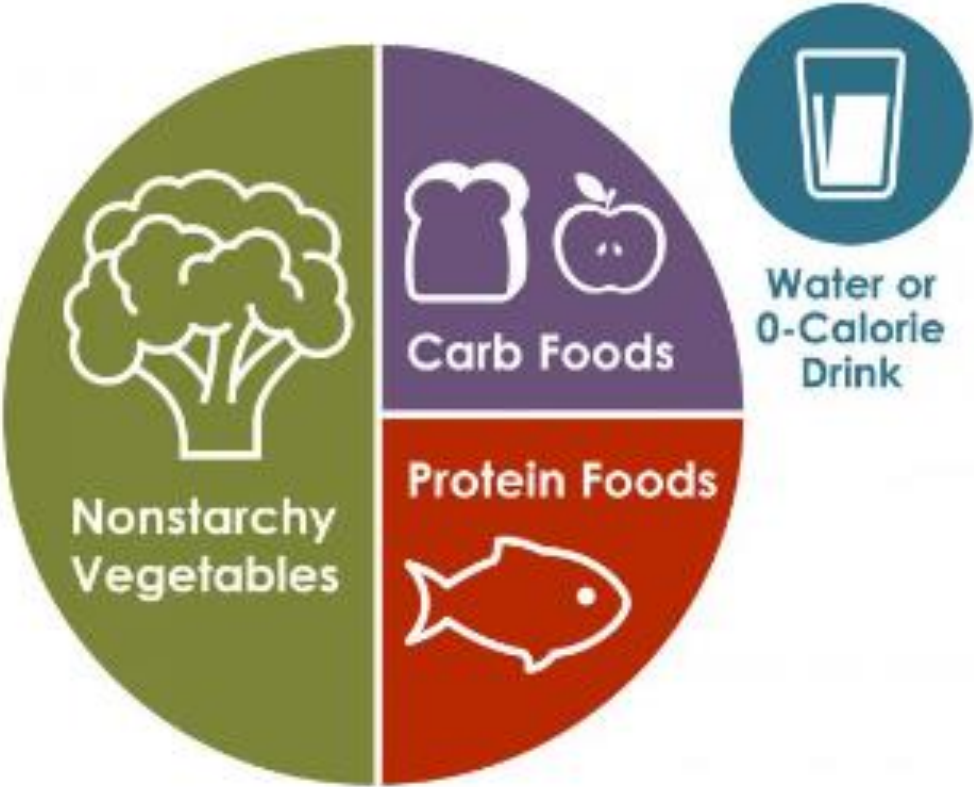 Nonstarchy
Vegetables
Carb Foods
Protein Foods
Water or
0-Calorie
Drink